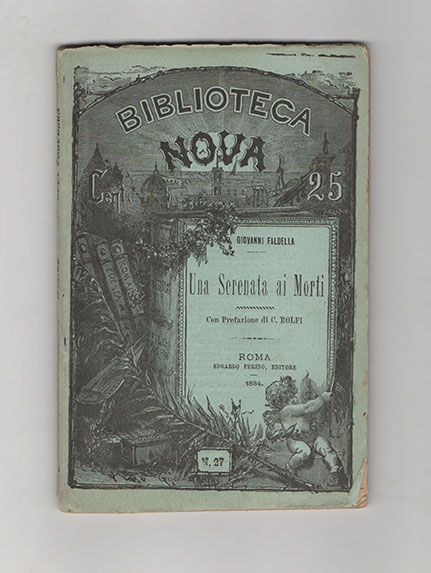 BIBLIOTECA
NOVA
Cent. 25
GIOVANNI FALDELLA
Una Serenata ai Morti
Con Prefazione di C. ROLFI
ROMA
EDOARDO PERINO, EDITORE
1884.
N. 27